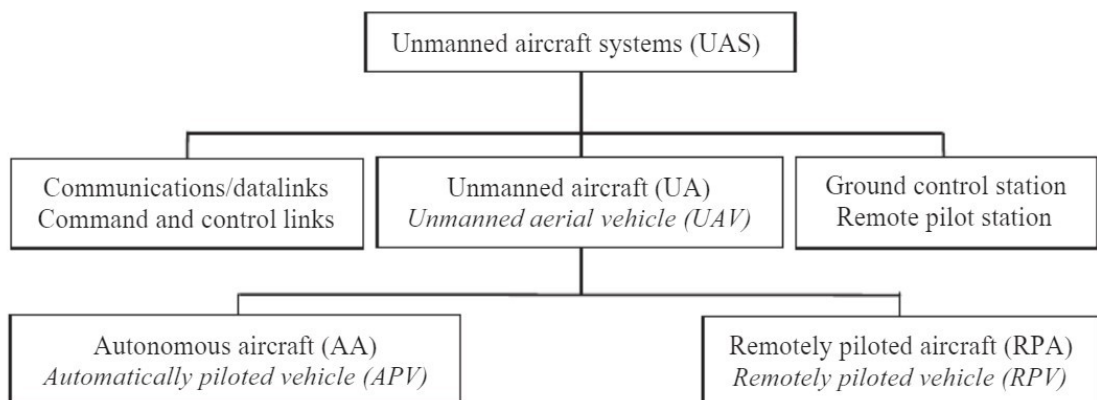 Unmanned aircraft systems (UAS)
Communications/datalinks
Command and control links
Unmanned aircraft (UA)
Unmanned aerial vehicle (UAV)
Ground control station
Remote pilot station
Autonomous aircraft (AA)
Automatically piloted vehicle (APV)
Remotely piloted aircraft (RPA)
Remotely piloted vehicle (RPV)